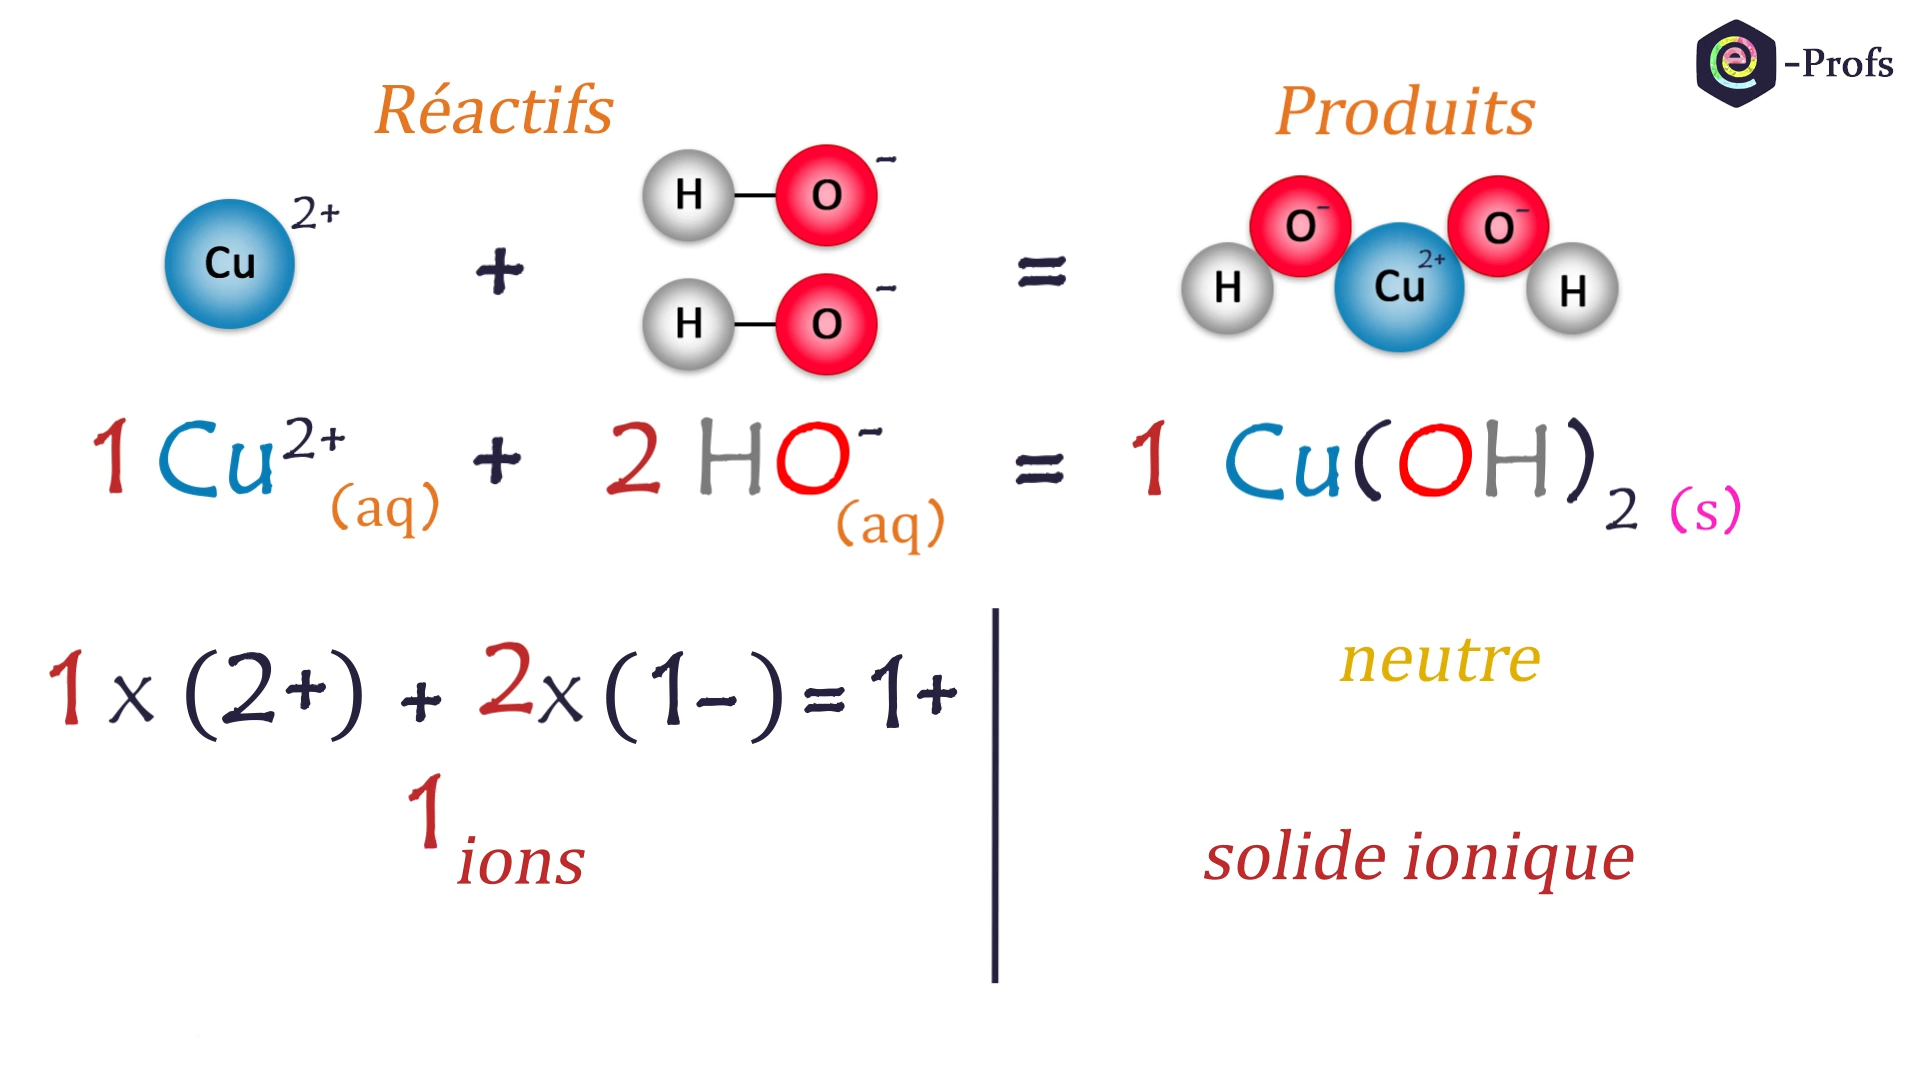 -Profs
Réactifs Produits
Cu 2+ + H O - H O - = H O- Cu 2+ O- H
1 Cu²⁺(aq) + 2 HO⁻(aq) = 1 Cu(OH)₂ (s)
1 x (2+) + 2x (1-) = 1+
neutre
1 ions
solide ionique